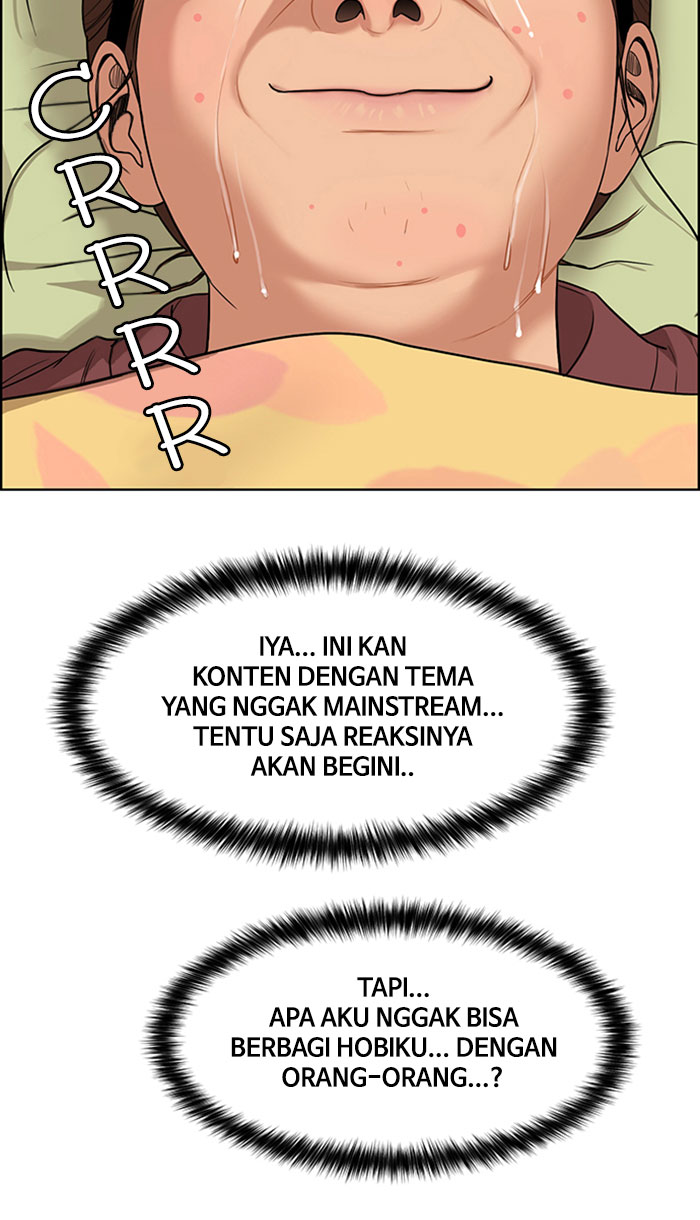 CRRRR
IYA... INI KAN
KONTEN DENGAN TEMA
YANG NGGAK MAINSTREAM...
TENTU SAJA REAKSINYA
AKAN BEGINI..
TAPI...
APA AKU NGGAK BISA
BERBAGI HOBIKU... DENGAN
ORANG-ORANG...?